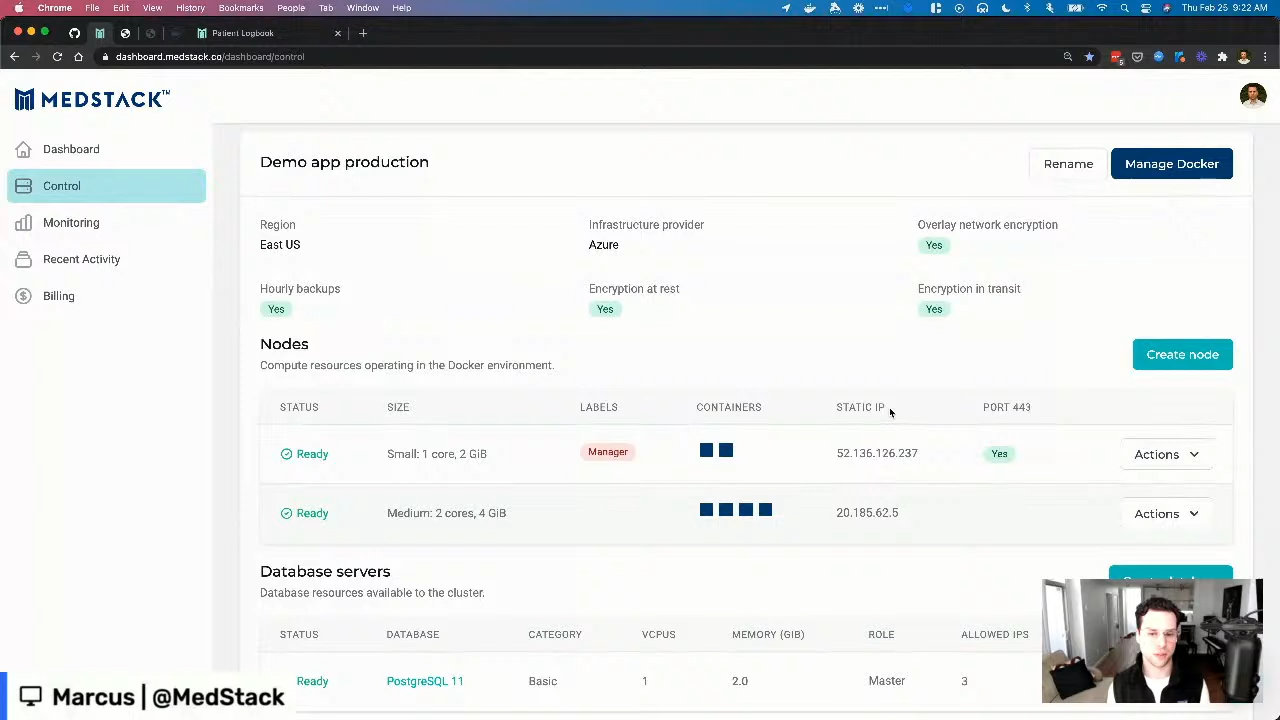 Chrome File Edit View History Bookmarks People Tab Window Help Thu Feb 25 9:22 AM
Patient Logbook
dashboard.medstack.co/dashboard/control
MEDSTACK™
Dashboard
Control
Monitoring
Recent Activity
Billing
Demo app production
Rename
Manage Docker
Region Infrastructure provider Overlay network encryption
East US Azure Yes
Hourly backups Encryption at rest Encryption in transit
Yes Yes Yes
Nodes
Compute resources operating in the Docker environment.
Create node
STATUS SIZE LABELS CONTAINERS STATIC IP PORT 443
Ready Small: 1 core, 2 GiB Manager 52.136.126.237 Yes Actions
Ready Medium: 2 cores, 4 GiB 20.185.62.5 Actions
Database servers
Database resources available to the cluster.
STATUS DATABASE CATEGORY VCPUS MEMORY (GIB) ROLE ALLOWED IPS
Ready PostgreSQL 11 Basic 1 2.0 Master 3
Marcus | @MedStack